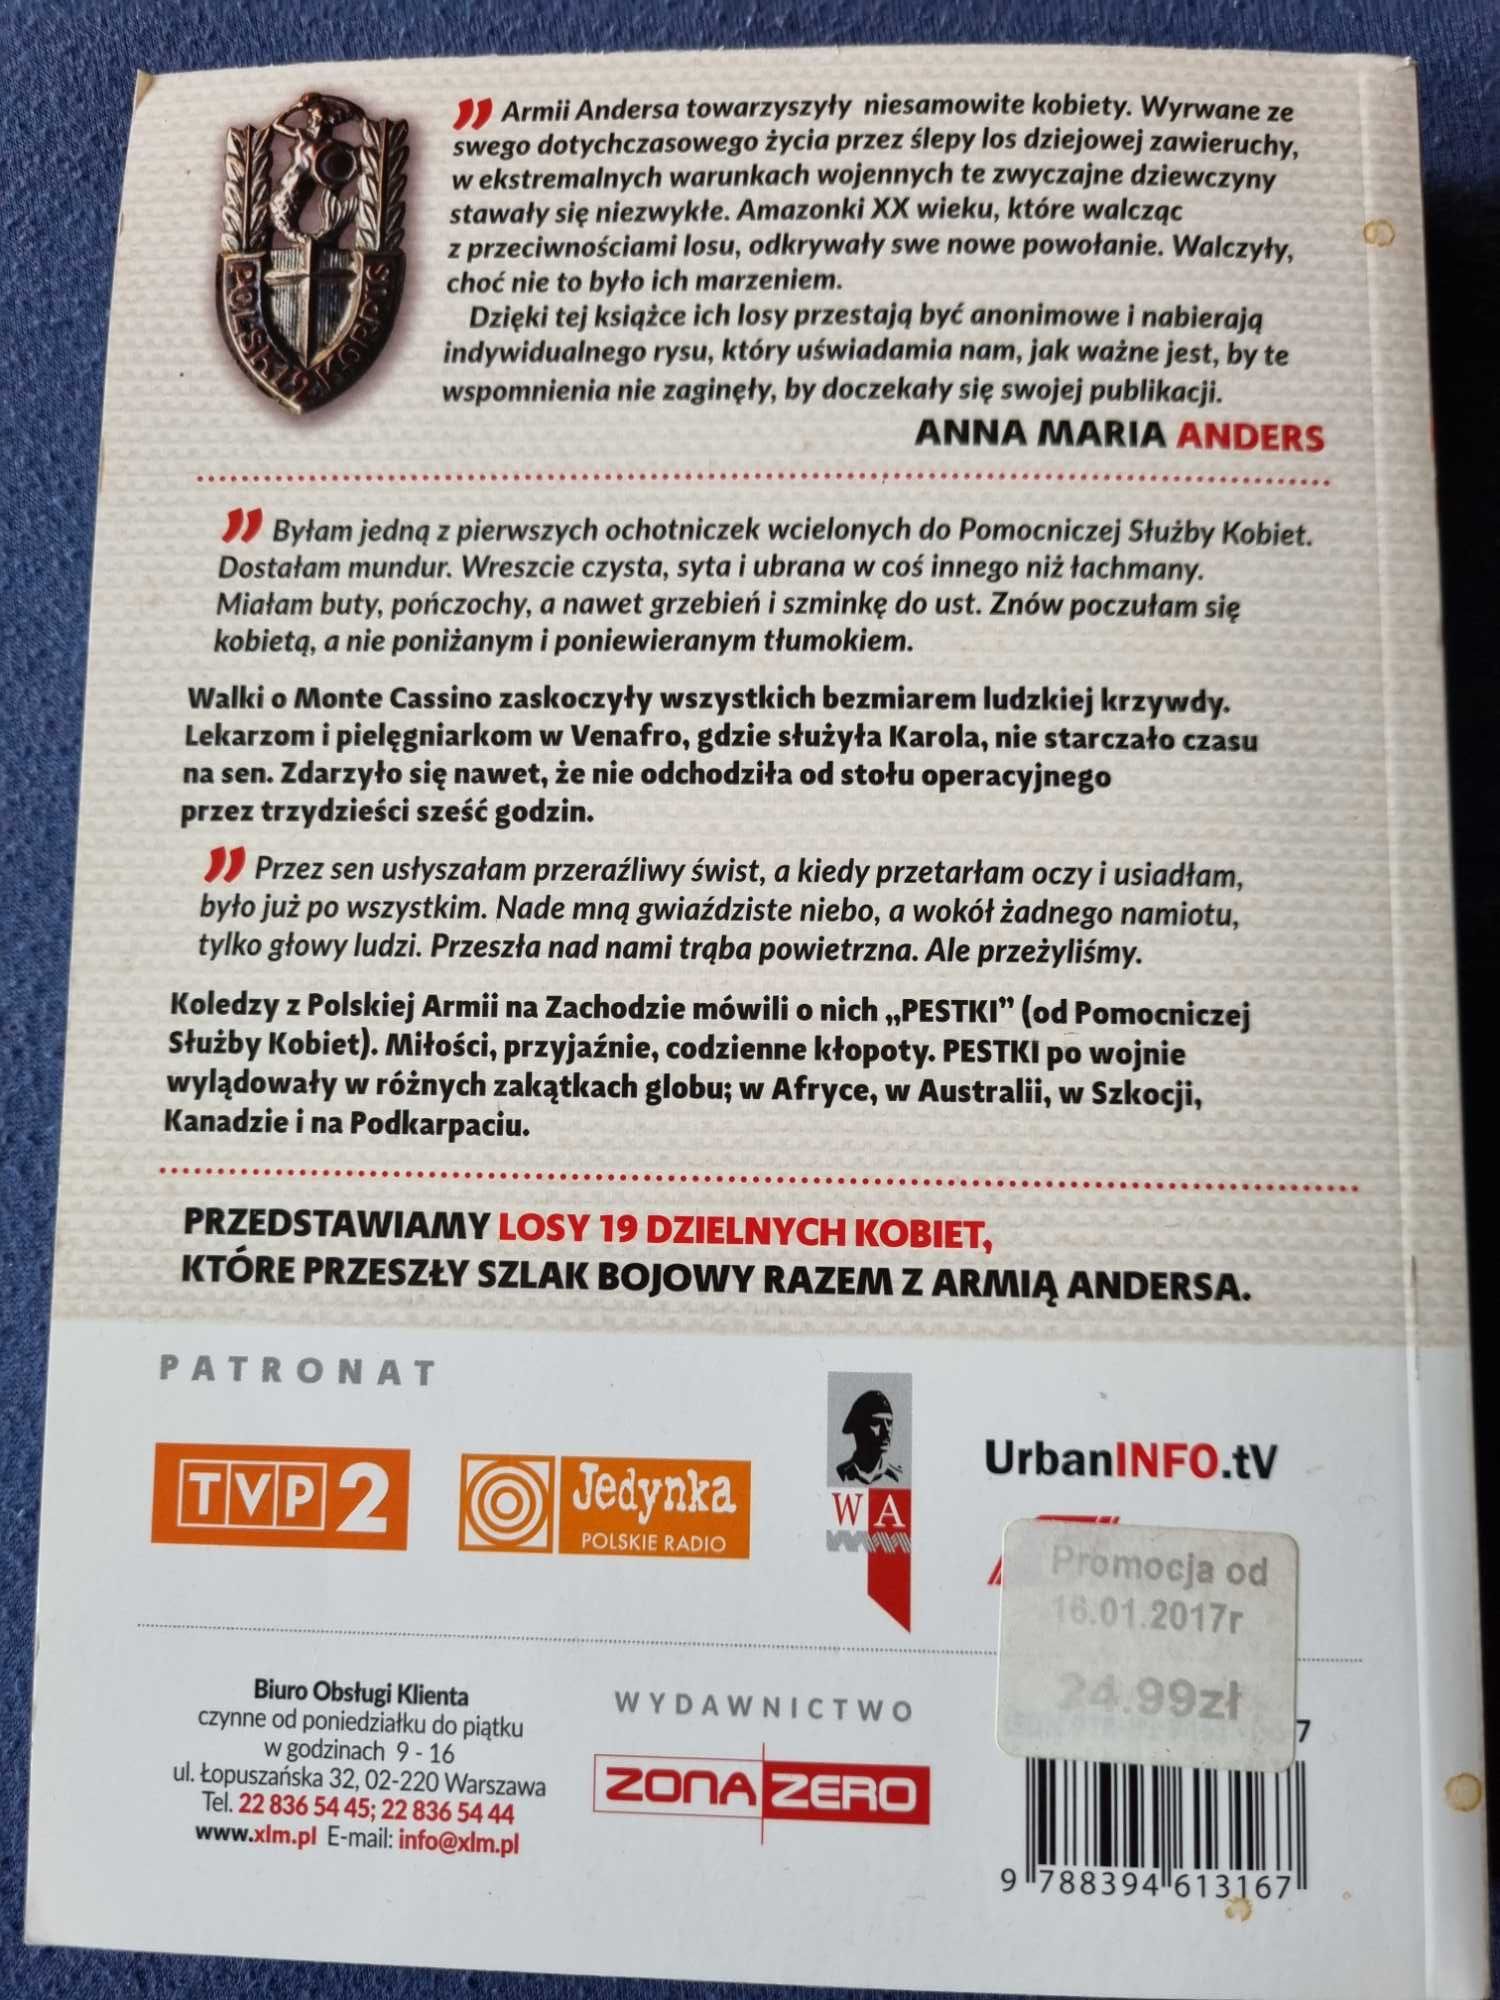 ” Armii Andersa towarzyszyły niesamowite kobiety. Wyrwane ze
swego dotychczasowego życia przez ślepy los dziejowej zawieruchy,
w ekstremalnych warunkach wojennych te zwyczajne dziewczyny
stawały się niezwykłe. Amazonki XX wieku, które walcząc
z przeciwnościami losu, odkrywały swe nowe powołanie. Walczyły,
choć nie to było ich marzeniem.
Dzięki tej książce ich losy przestają być anonimowe i nabierają
indywidualnego rysu, który uświadamia nam, jak ważne jest, by te
wspomnienia nie zaginęły, by doczekały się swojej publikacji.
ANNA MARIA ANDERS
POLSKI 2 KORPUS
” Byłam jedną z pierwszych ochotniczek wcielonych do Pomocniczej Służby Kobiet.
Dostałam mundur. Wreszcie czysta, syta i ubrana w coś innego niż łachmany.
Miałam buty, pończochy, a nawet grzebień i szminkę do ust. Znów poczułam się
kobietą, a nie poniżanym i poniewieranym tłumokiem.
Walki o Monte Cassino zaskoczyły wszystkich bezmiarem ludzkiej krzywdy.
Lekarzom i pielęgniarkom w Venafro, gdzie służyła Karola, nie starczało czasu
na sen. Zdarzyło się nawet, że nie odchodziła od stołu operacyjnego
przez trzydzieści sześć godzin.
” Przez sen usłyszałam przeraźliwy świst, a kiedy przetarłam oczy i usiadłam,
było już po wszystkim. Nade mną gwiaździste niebo, a wokół żadnego namiotu,
tylko głowy ludzi. Przeszła nad nami trąba powietrzna. Ale przeżyliśmy.
Koledzy z Polskiej Armii na Zachodzie mówili o nich „PESTKI” (od Pomocniczej
Służby Kobiet). Miłości, przyjaźnie, codzienne kłopoty. PESTKI po wojnie
wylądowały w różnych zakątkach globu; w Afryce, w Australii, w Szkocji,
Kanadzie i na Podkarpaciu.
PRZEDSTAWIAMY LOSY 19 DZIELNYCH KOBIET,
KTÓRE PRZESZŁY SZLAK BOJOWY RAZEM Z ARMIĄ ANDERSA.
PATRONAT
TVP2
Jedynka
POLSKIE RADIO
WA
UrbanINFO.tV
Promocja od
16.01.2017r
24.99zł
Biuro Obsługi Klienta
czynne od poniedziałku do piątku
w godzinach 9 - 16
ul. Łopuszańska 32, 02-220 Warszawa
Tel. 22 836 54 45; 22 836 54 44
www.xlm.pl E-mail: info@xlm.pl
WYDAWNICTWO
ZONA ZERO
7
9 788394 613167